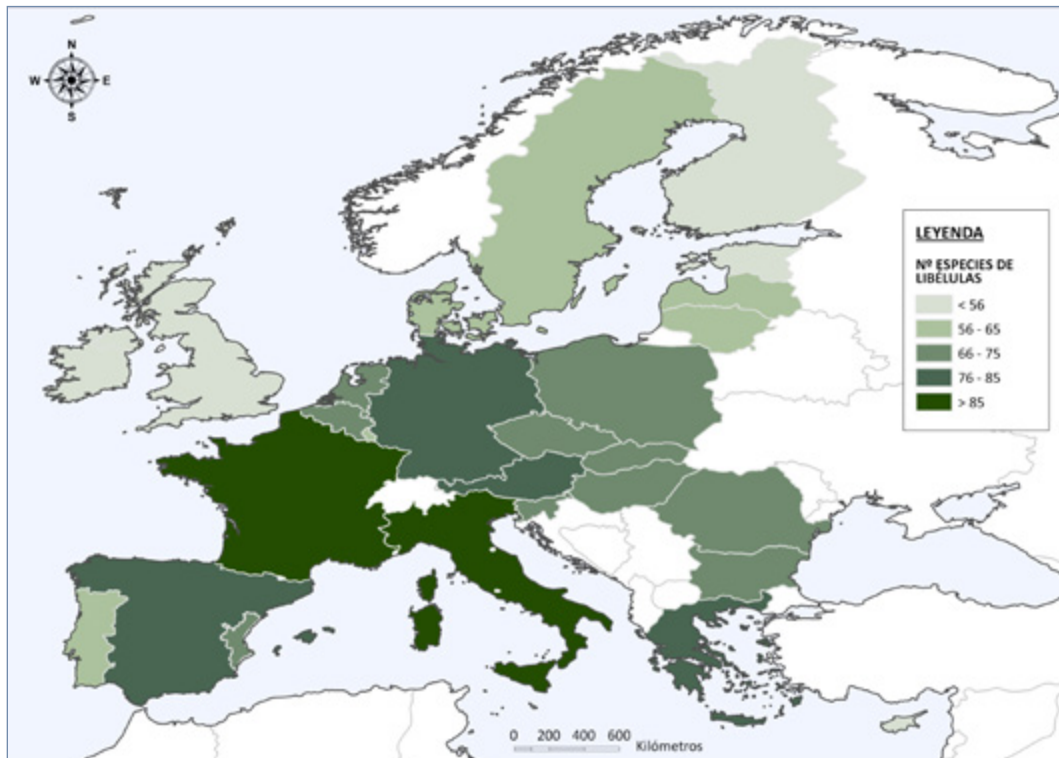 N
W E
S
LEYENDA
Nº ESPECIES DE
LIBÉLULAS
< 56
56 - 65
66 - 75
76 - 85
> 85
0 200 400 600
Kilómetros